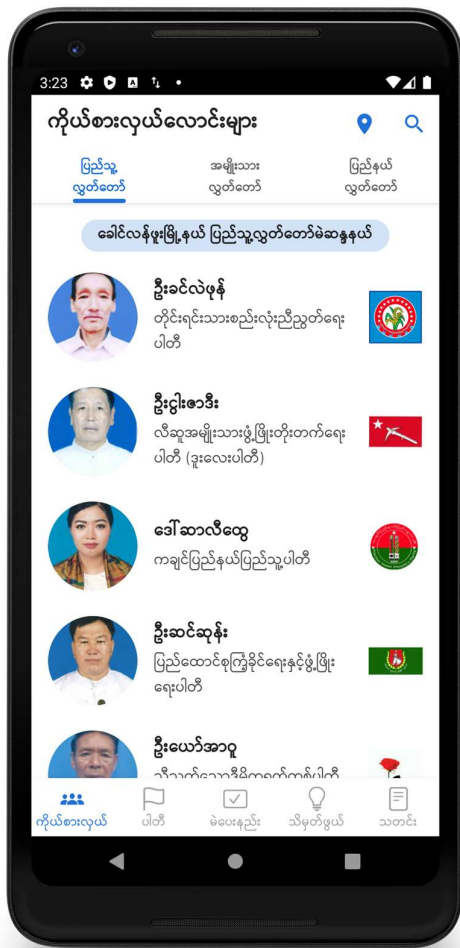 3:23
ကိုယ်စားလှယ်လောင်းများ
ပြည်သူ့
လွှတ်တော်
အမျိုးသား
လွှတ်တော်
ပြည်နယ်
လွှတ်တော်
ခေါင်လန်ဖူးမြို့နယ် ပြည်သူ့လွှတ်တော်မဲဆန္ဒနယ်
ဦးခင်လဲဖုန်
တိုင်းရင်းသားစည်းလုံးညီညွတ်ရေး
ပါတီ
ဦးငွါးဇာဒီး
လီဆူအမျိုးသားဖွံ့ဖြိုးတိုးတက်ရေး
ပါတီ (ဒူးလေးပါတီ)
ဒေါ်ဆာလီထွေ
ကချင်ပြည်နယ်ပြည်သူ့ပါတီ
ဦးဆင်ဆုန်း
ပြည်ထောင်စုကြံ့ခိုင်ရေးနှင့်ဖွံ့ဖြိုး
ရေးပါတီ
ဦးယော်အာဝူ
ကိုယ်စားလှယ်
ပါတီ
မဲပေးနည်း
သိမှတ်ဖွယ်
သတင်း